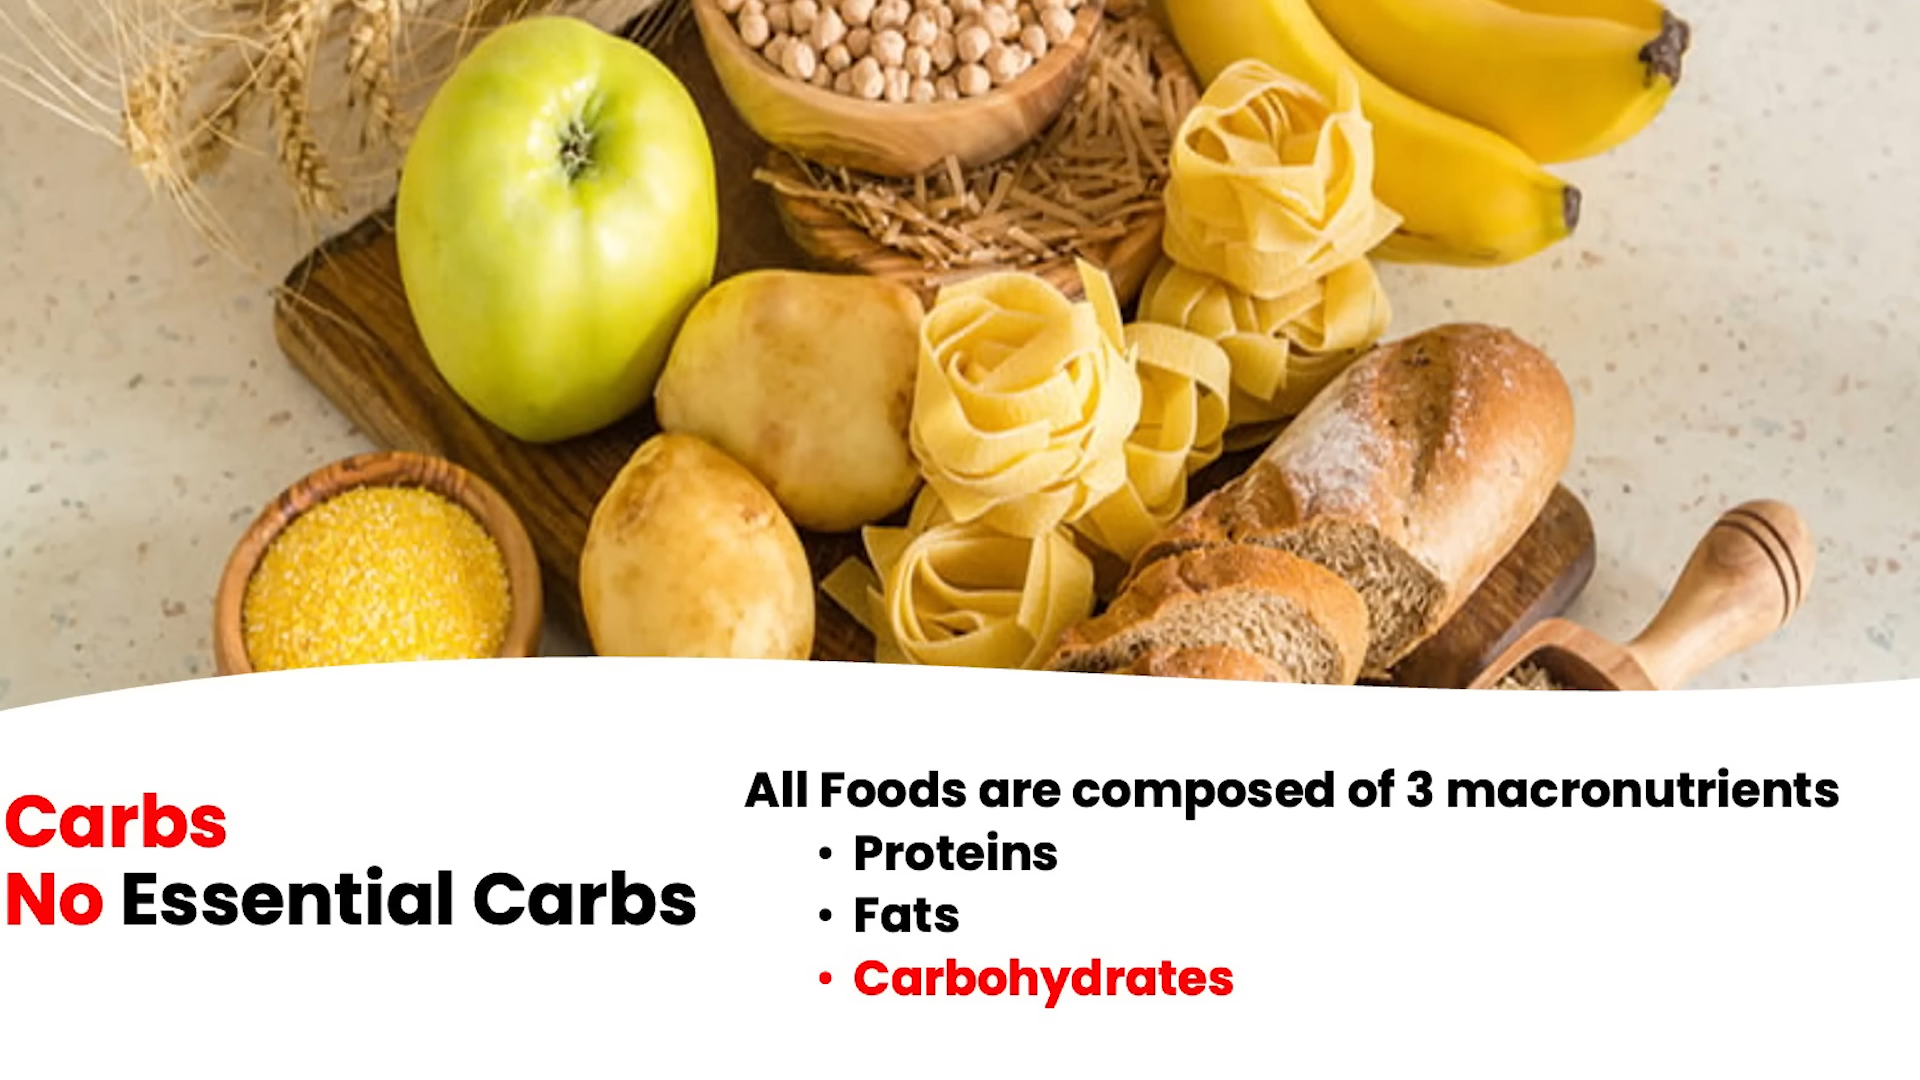 Carbs
No Essential Carbs
All Foods are composed of 3 macronutrients
• Proteins
• Fats
• Carbohydrates